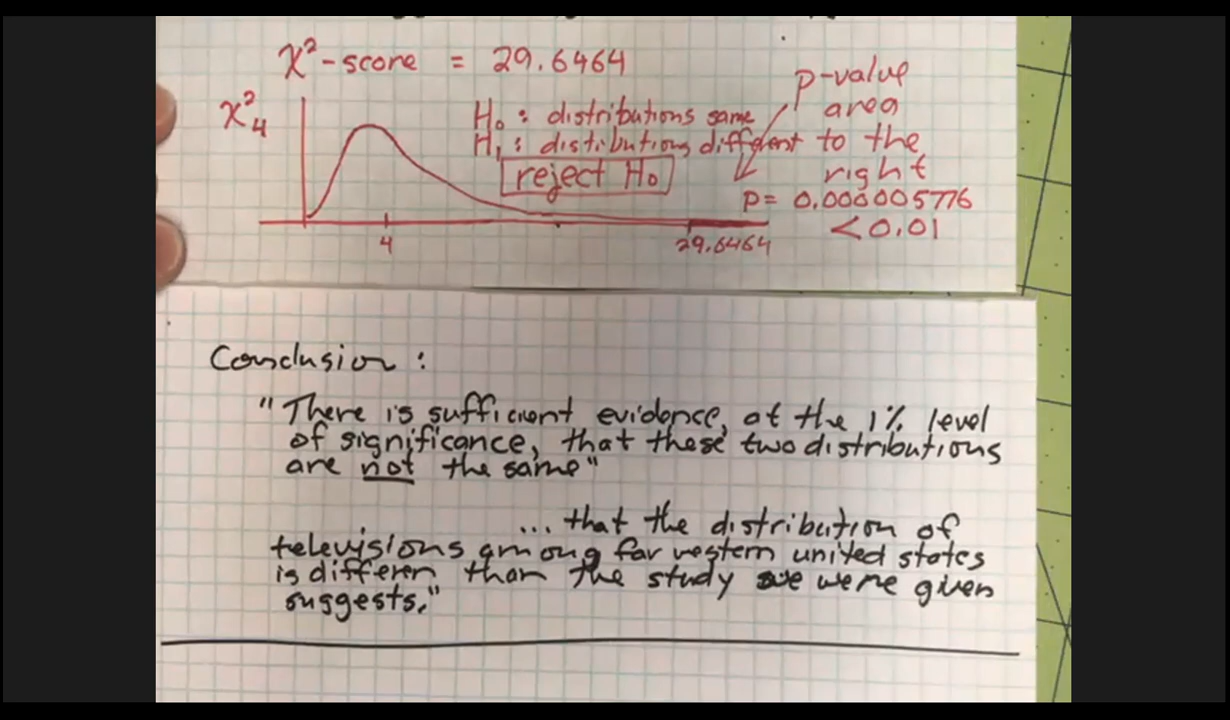 χ²-score = 29.6464
p-value
χ²₄
H₀ : distributions same
area
H₁ : distributions different
to the
reject H₀
right
p = 0.000005776
< 0.01
4
29.6464
Conclusion :
"There is sufficient evidence, at the 1% level
of significance, that these two distributions
are not the same"
... that the distribution of
televisions among far western united states
is differen than the study we were given
suggests."